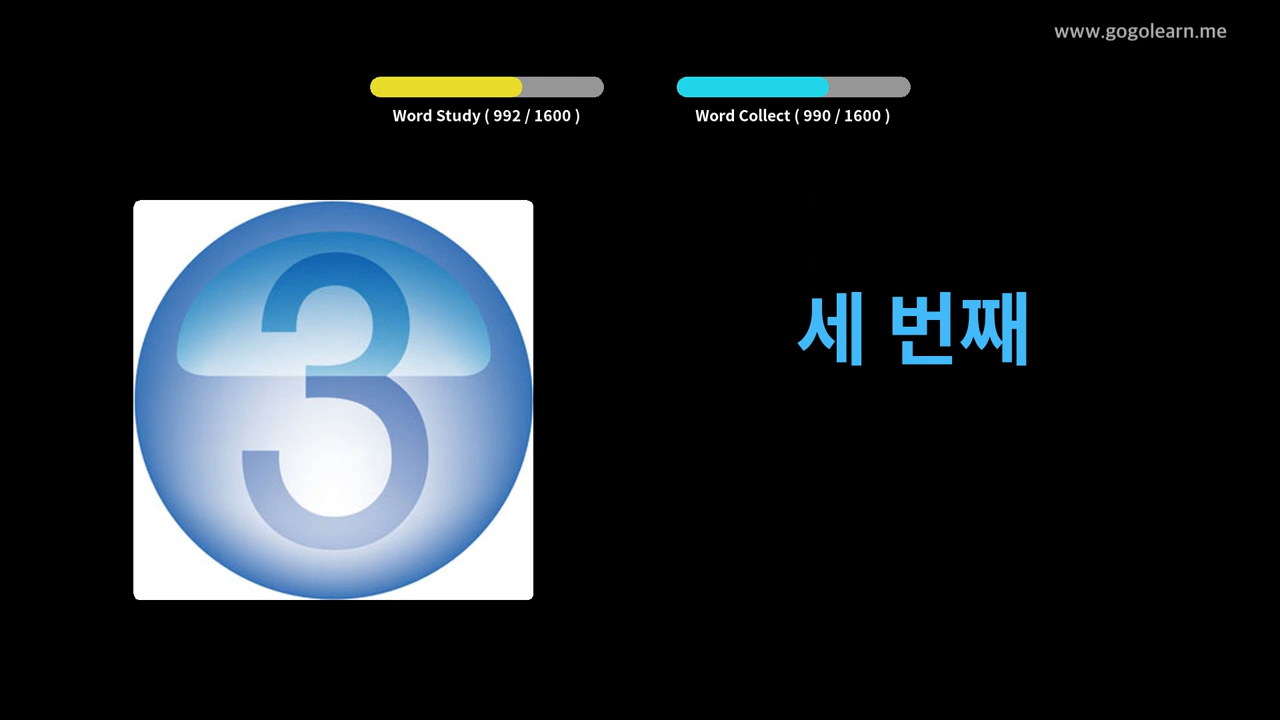 www.gogolearn.me
Word Study ( 992 / 1600 )
Word Collect ( 990 / 1600 )
3
세 번째